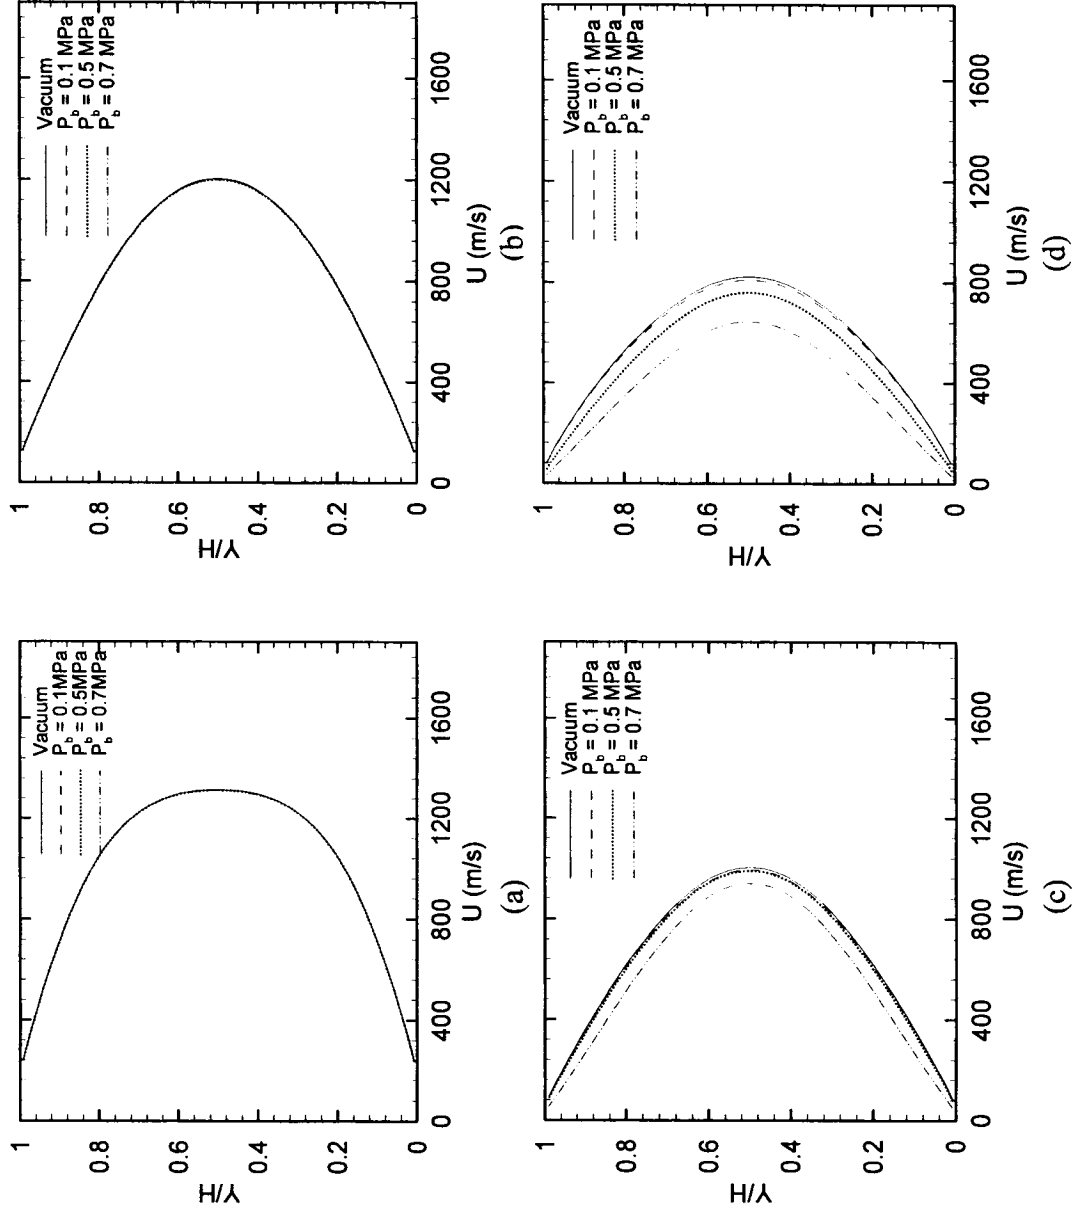 1
0.8
0.6
0.4
0.2
0
Y/H
0
400
800
1200
1600
U (m/s)
Vacuum
P_b = 0.1MPa
P_b = 0.5MPa
P_b = 0.7MPa
(a)
1
0.8
0.6
0.4
0.2
0
Y/H
0
400
800
1200
1600
U (m/s)
Vacuum
P_b = 0.1 MPa
P_b = 0.5 MPa
P_b = 0.7 MPa
(b)
1
0.8
0.6
0.4
0.2
0
Y/H
0
400
800
1200
1600
U (m/s)
Vacuum
P_b = 0.1 MPa
P_b = 0.5 MPa
P_b = 0.7 MPa
(c)
1
0.8
0.6
0.4
0.2
0
Y/H
0
400
800
1200
1600
U (m/s)
Vacuum
P_b = 0.1 MPa
P_b = 0.5 MPa
P_b = 0.7 MPa
(d)